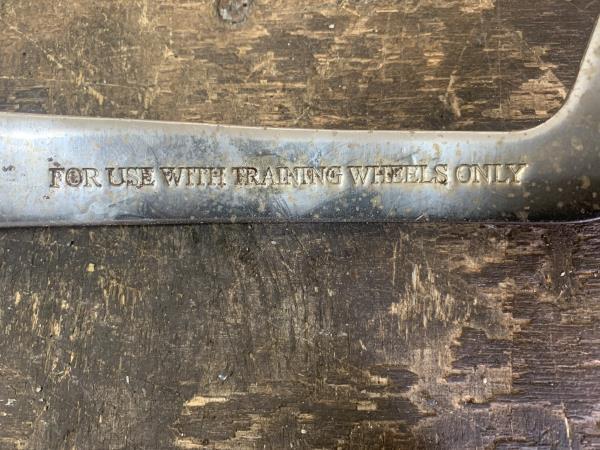 FOR USE WITH TRAINING WHEELS ONLY